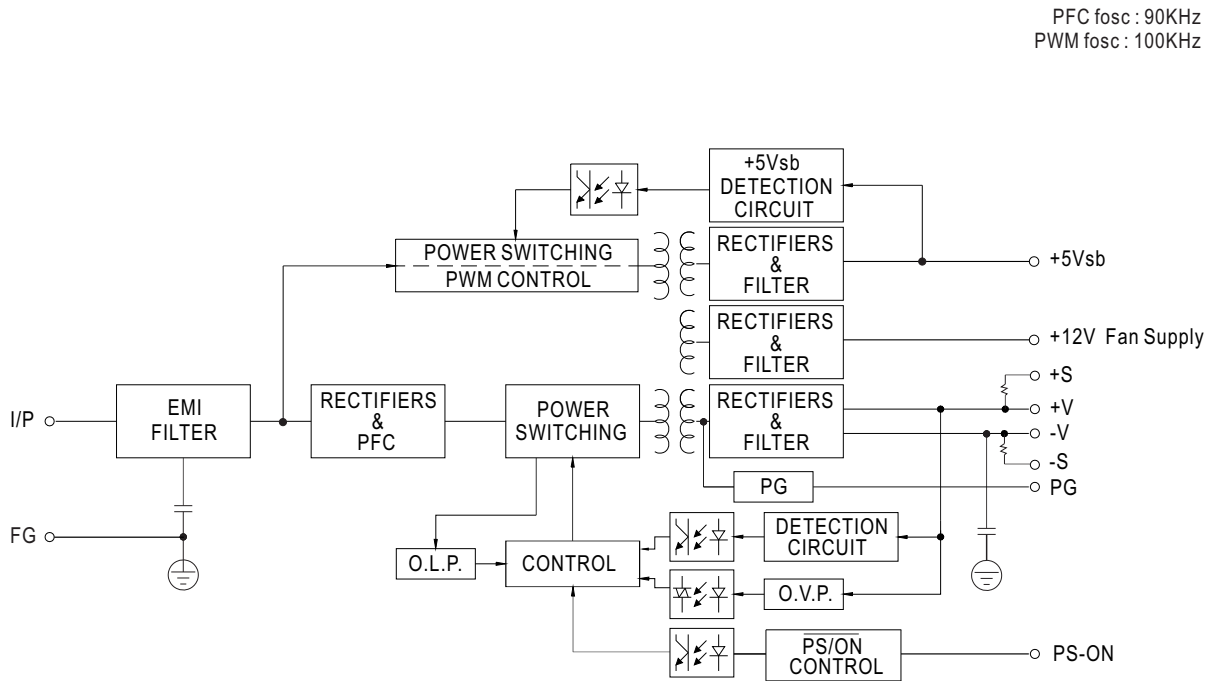 PFC fosc : 90KHz
PWM fosc : 100KHz
+5Vsb
DETECTION
CIRCUIT
POWER SWITCHING
PWM CONTROL
RECTIFIERS
&
FILTER
+5Vsb
RECTIFIERS
&
FILTER
+12V Fan Supply
I/P
EMI
FILTER
RECTIFIERS
&
PFC
POWER
SWITCHING
RECTIFIERS
&
FILTER
+S
+V
-V
-S
PG
PG
FG
O.L.P.
CONTROL
DETECTION
CIRCUIT
O.V.P.
PS/ON
CONTROL
PS-ON